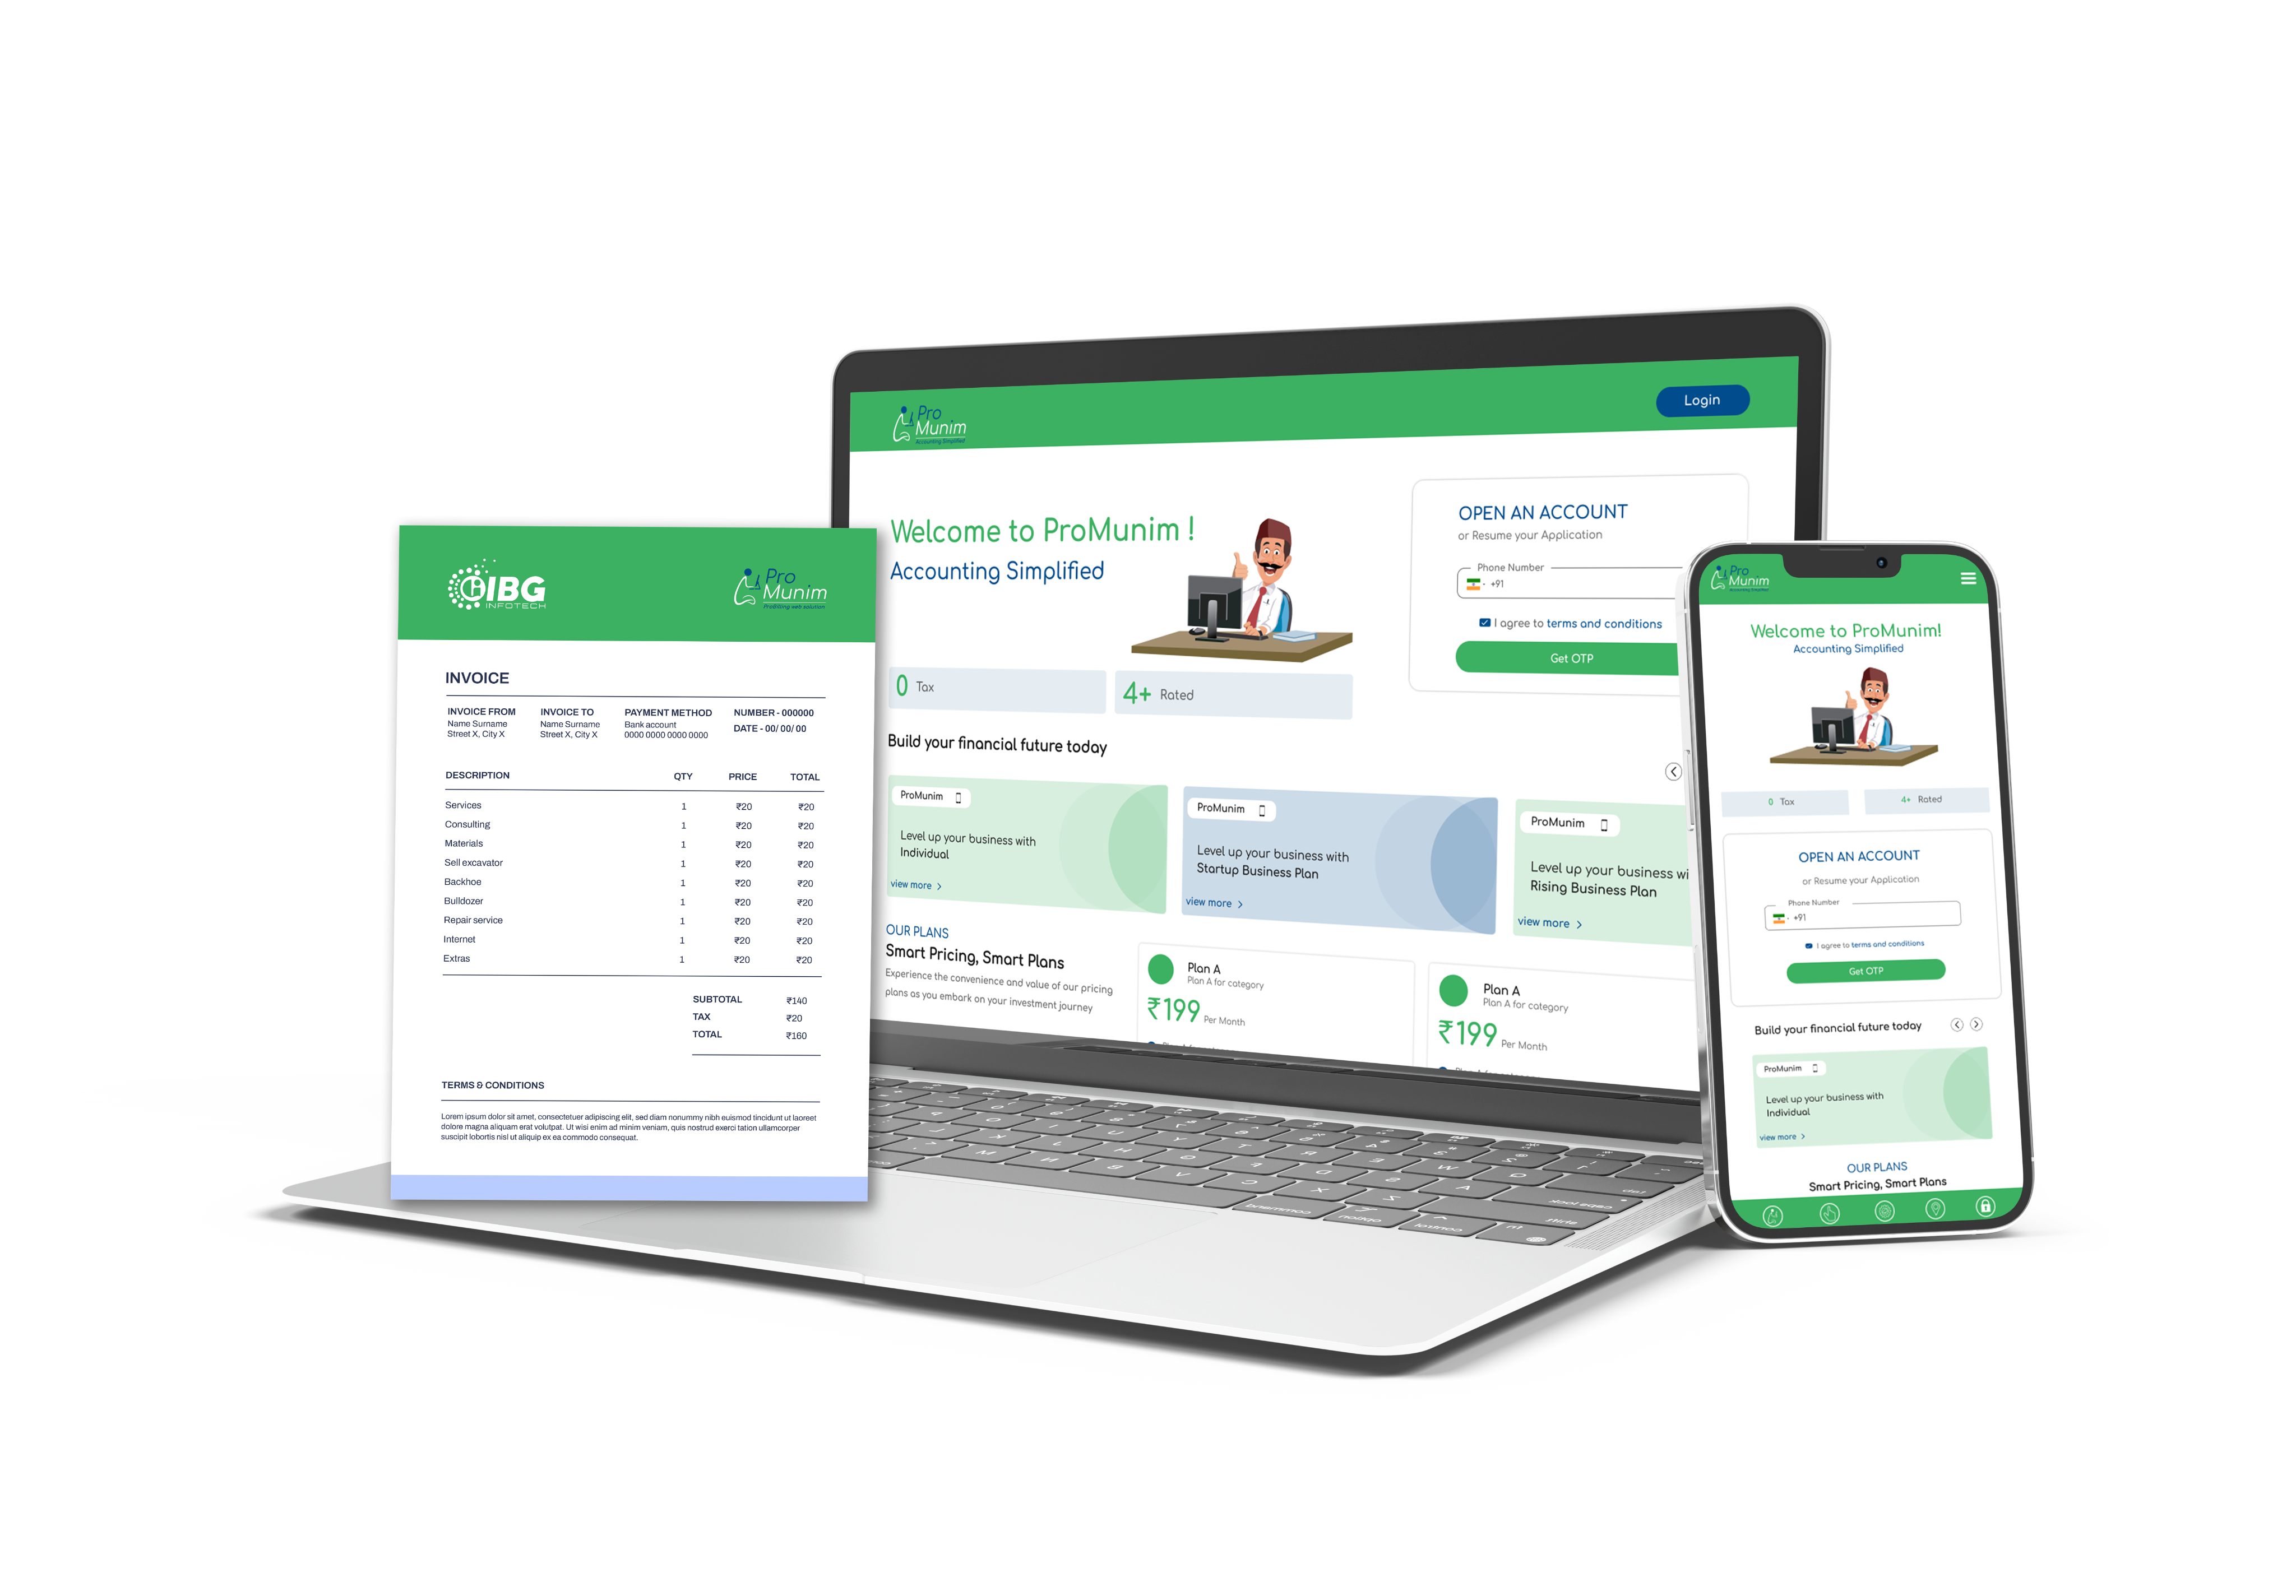 IBG
INFOTECH
Pro
Munim
INVOICE
INVOICE FROM
Name Surname
Street X, City X
INVOICE TO
Name Surname
Street X, City X
PAYMENT METHOD
Bank account
0000 0000 0000 0000
NUMBER - 000000
DATE - 00/ 00/ 00
DESCRIPTION QTY PRICE TOTAL
Services 1 ₹20 ₹20
Consulting 1 ₹20 ₹20
Materials 1 ₹20 ₹20
Sell excavator 1 ₹20 ₹20
Backhoe 1 ₹20 ₹20
Bulldozer 1 ₹20 ₹20
Repair service 1 ₹20 ₹20
Internet 1 ₹20 ₹20
Extras 1 ₹20 ₹20
SUBTOTAL ₹140
TAX ₹20
TOTAL ₹160
TERMS & CONDITIONS
Lorem ipsum dolor sit amet, consectetuer adipiscing elit, sed diam nonummy nibh euismod tincidunt ut laoreet
dolore magna aliquam erat volutpat. Ut wisi enim ad minim veniam, quis nostrud exerci tation ullamcorper
suscipit lobortis nisl ut aliquip ex ea commodo consequat.
Pro
Munim
Accounting Simplified
Login
Welcome to ProMunim !
Accounting Simplified
OPEN AN ACCOUNT
or Resume your Application
Phone Number
+91
I agree to terms and conditions
Get OTP
0 Tax
4+ Rated
Build your financial future today
ProMunim
Level up your business with
Individual
view more >
ProMunim
Level up your business with
Startup Business Plan
view more >
ProMunim
Level up your business wi
Rising Business Plan
view more >
OUR PLANS
Smart Pricing, Smart Plans
Experience the convenience and value of our pricing
plans as you embark on your investment journey
Plan A
Plan A for category
₹199 Per Month
Plan A
Plan A for category
₹199 Per Month
Pro
Munim
Accounting Simplified
Welcome to ProMunim!
Accounting Simplified
0 Tax
4+ Rated
OPEN AN ACCOUNT
or Resume your Application
Phone Number
+91
I agree to terms and conditions
Get OTP
Build your financial future today
ProMunim
Level up your business with
Individual
view more >
OUR PLANS
Smart Pricing, Smart Plans